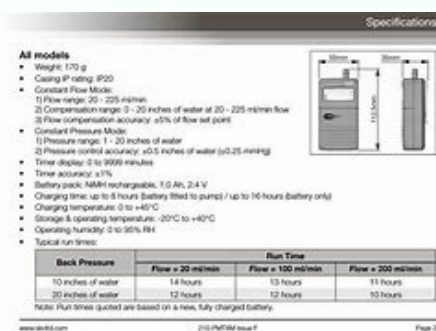 Specifications
All models
• Weight: 170 g
• Casing IP rating: IP20
• Constant Flow Mode:
1) Flow range: 20 - 225 ml/min
2) Compensation range: 0 - 20 inches of water at 20 - 225 ml/min flow
3) Flow compensation accuracy: ±5% of flow set point
• Constant Pressure Mode:
1) Pressure range: 1 - 20 inches of water
2) Pressure control accuracy: ±0.5 inches of water
• Timer display: 0 to 9999 minutes
• Timer accuracy: ±1%
• Battery pack: NiMH rechargeable, 1.0 Ah, 2.4 V
• Charging time: up to 6 hours (battery fitted to pump) / up to 16 hours (battery only)
• Charging temperature: 0 to +45°C
• Storage & operating temperature: -20°C to +40°C
• Operating humidity: 0 to 95% RH
• Typical run times:
Back Pressure
Run Time
Flow = 20 ml/min Flow = 100 ml/min Flow = 200 ml/min
10 inches of water 14 hours 13 hours 11 hours
20 inches of water 12 hours 12 hours 10 hours
Note: Run times quoted are based on a new, fully charged battery.
Issue F
Page